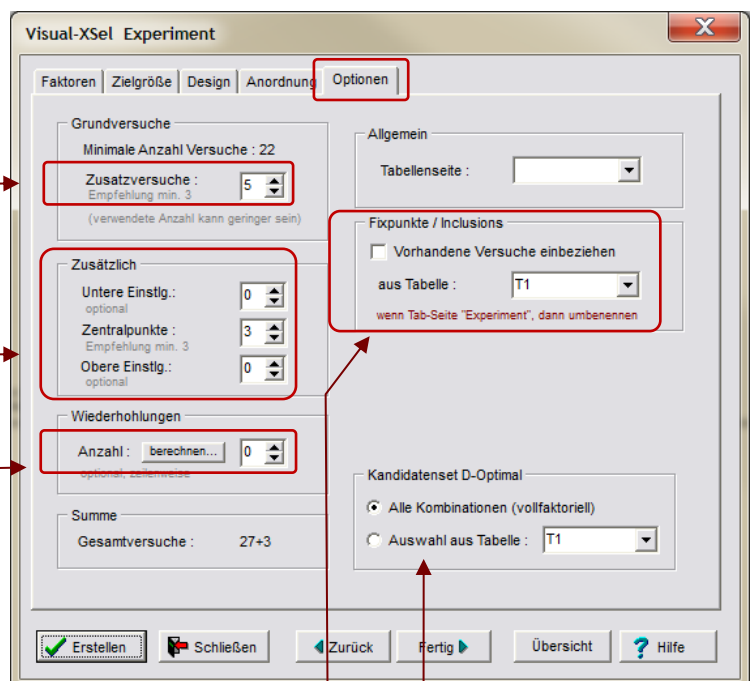 Visual-XSel Experiment
Faktoren Zielgröße Design Anordnung Optionen
Grundversuche
Minimale Anzahl Versuche : 22
Zusatzversuche : 5
Empfehlung min. 3
(verwendete Anzahl kann geringer sein)
Zusätzlich
Untere Einstlg.: 0
optional
Zentralpunkte : 3
Empfehlung min. 3
Obere Einstlg.: 0
optional
Wiederhohlungen
Anzahl : berechnen... 0
optional, zeilenweise
Summe
Gesamtversuche : 27+3
Allgemein
Tabellenseite :
Fixpunkte / Inclusions
Vorhandene Versuche einbeziehen
aus Tabelle : T1
wenn Tab-Seite "Experiment", dann umbenennen
Kandidatenset D-Optimal
Alle Kombinationen (vollfaktoriell)
Auswahl aus Tabelle : T1
Erstellen Schließen Zurück Fertig Übersicht ? Hilfe